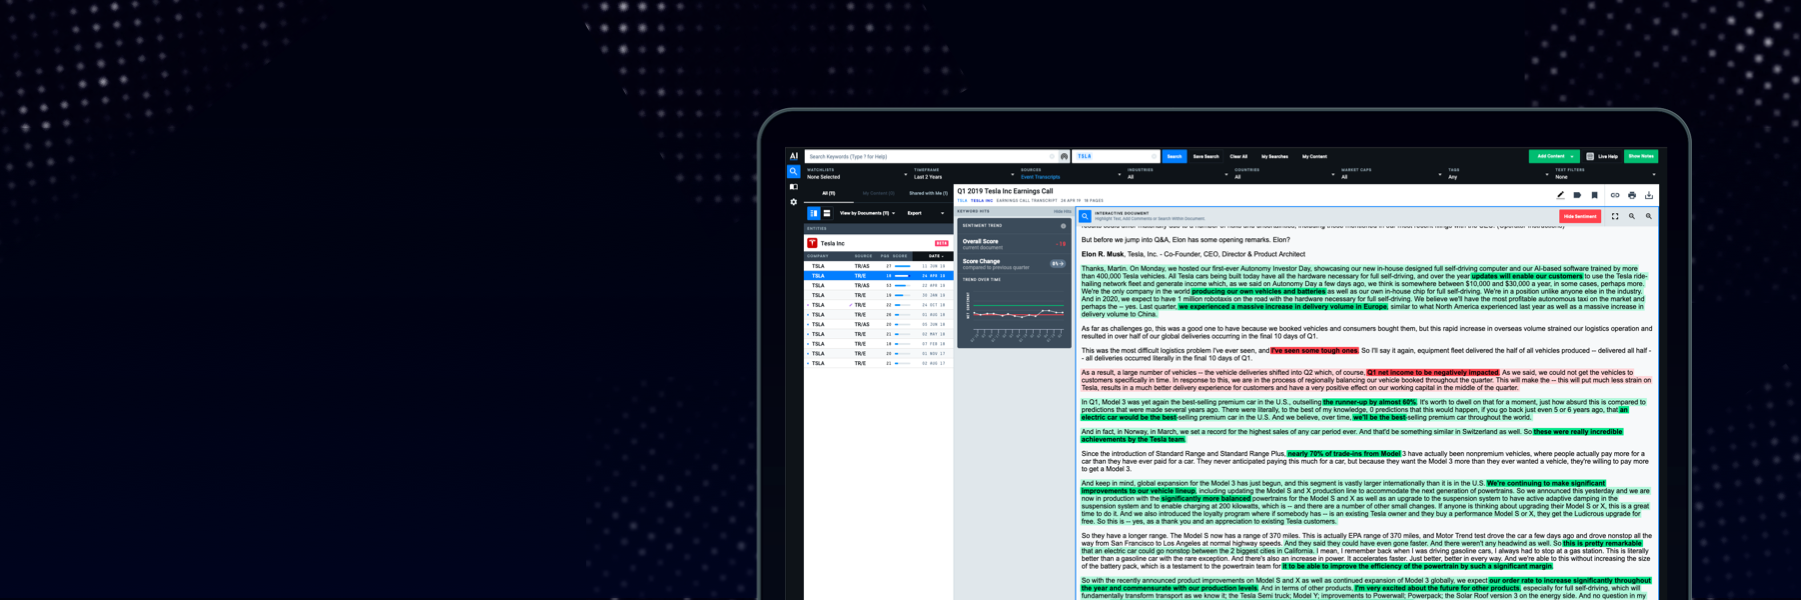 AI
Search Keywords (Type ? for Help)
TSLA
Search
Save Search
Clear All
My Searches
My Content
Add Content
Live Help
Show Notes
WATCHLISTS
None Selected
TIMEFRAME
Last 2 Years
SOURCES
Event Transcripts
INDUSTRIES
All
COUNTRIES
All
MARKET CAPS
All
TAGS
Any
TEXT FILTERS
None
All (11)
My Content (0)
Shared with Me (1)
View by Documents (11)
Export
ENTITIES
Tesla Inc
BETA
COMPANY SOURCE PGS SCORE DATE
TSLA TR/AS 27
TSLA TR/E 18 24 APR 19
TSLA TR/AS
TSLA TR/E
TSLA TR/E
TSLA TR/E
TSLA TR/AS
TSLA TR/E
TSLA TR/E
TSLA TR/E
TSLA TR/E
Q1 2019 Tesla Inc Earnings Call
TSLA TESLA INC EARNINGS CALL TRANSCRIPT 24 APR 19 18 PAGES
KEYWORD HITS
SENTIMENT TREND
Overall Score
current document
Score Change
compared to previous quarter
0%
TREND OVER TIME
NET SENTIMENT
INTERACTIVE DOCUMENT
Highlight Text, Add Comments or Search Within Document.
Hide Sentiment
But before we jump into Q&A, Elon has some opening remarks. Elon?
Elon R. Musk, Tesla, Inc. - Co-Founder, CEO, Director & Product Architect
Thanks, Martin. On Monday, we hosted our first-ever Autonomy Investor Day, showcasing our new in-house designed full self-driving computer and our AI-based software trained by more
than 400,000 Tesla vehicles. All Tesla cars being built today have all the hardware necessary for full self-driving, and over the year updates will enable our customers to use the Tesla ride-
hailing network fleet and generate income which, as we said on Autonomy Day a few days ago, we think is somewhere between $10,000 and $30,000 a year, in some cases, perhaps more.
We're the only company in the world producing our own vehicles and batteries as well as our own in-house chip for full self-driving. We're in a position unlike anyone else in the industry.
And in 2020, we expect to have 1 million robotaxis on the road with the hardware necessary for full self-driving. We believe we'll have the most profitable autonomous taxi on the market and
perhaps the -- yes. Last quarter, we experienced a massive increase in delivery volume in Europe, similar to what North America experienced last year as well as a massive increase in
delivery volume to China.
As far as challenges go, this was a good one to have because we booked vehicles and consumers bought them, but this rapid increase in overseas volume strained our logistics operation and
resulted in over half of our global deliveries occurring in the final 10 days of Q1.
This was the most difficult logistics problem I've ever seen, and I've seen some tough ones. So I'll say it again, equipment fleet delivered the half of all vehicles produced -- delivered all half -
- all deliveries occurred literally in the final 10 days of Q1.
As a result, a large number of vehicles -- the vehicle deliveries shifted into Q2 which, of course, Q1 net income to be negatively impacted. As we said, we could not get the vehicles to
customers specifically in time. In response to this, we are in the process of regionally balancing our vehicle booked throughout the quarter. This will make the -- this will put much less strain on
Tesla, results in a much better delivery experience for customers and have a very positive effect on our working capital in the middle of the quarter.
In Q1, Model 3 was yet again the best-selling premium car in the U.S., outselling the runner-up by almost 60%. It's worth to dwell on that for a moment, just how absurd this is compared to
predictions that were made several years ago. There were literally, to the best of my knowledge, 0 predictions that this would happen, if you go back just even 5 or 6 years ago, that an
electric car would be the best-selling premium car in the U.S. And we believe, over time, we'll be the best-selling premium car throughout the world.
And in fact, in Norway, in March, we set a record for the highest sales of any car period ever. And that'd be something similar in Switzerland as well. So these were really incredible
achievements by the Tesla team.
Since the introduction of Standard Range and Standard Range Plus, nearly 70% of trade-ins from Model 3 have actually been nonpremium vehicles, where people actually pay more for a
car than they have ever paid for a car. They never anticipated paying this much for a car, but because they want the Model 3 more than they ever wanted a vehicle, they're willing to pay more
to get a Model 3.
And keep in mind, global expansion for the Model 3 has just begun, and this segment is vastly larger internationally than it is in the U.S. We're continuing to make significant
improvements to our vehicle lineup, including updating the Model S and X production line to accommodate the next generation of powertrains. So we announced this yesterday and we are
now in production with the significantly more balanced powertrains for the Model S and X as well as an upgrade to the suspension system to have active adaptive damping in the
suspension system and to enable charging at 200 kilowatts, which is -- and there are a number of other small changes. If anyone is thinking about upgrading their Model S or X, this is a great
time to do it. And we also introduced the loyalty program where if somebody has -- is an existing Tesla owner and they buy a performance Model S or X, they get the Ludicrous upgrade for
free. So this is -- yes, as a thank you and an appreciation to existing Tesla customers.
So they have a longer range. The Model S now has a range of 370 miles. This is actually EPA range of 370 miles, and Motor Trend test drove the car a few days ago and drove nonstop all the
way from San Francisco to Los Angeles at normal highway speeds. And they said they could have even gone faster. And there weren't any headwind as well. So this is pretty remarkable
that an electric car could go nonstop between the 2 biggest cities in California. I mean, I remember back when I was driving gasoline cars, I always had to stop at a gas station. This is literally
better than a gasoline car with the rare exception. And there's also an increase in power. It accelerates faster. Just better, better in every way. And we're able to do this without increasing the size
of the battery pack, which is a testament to the powertrain team for it to be able to improve the efficiency of the powertrain by such a significant margin.
So with the recently announced product improvements on Model S and X as well as continued expansion of Model 3 globally, we expect our order rate to increase significantly throughout
the year and commensurate with our production levels. And in terms of other products, I'm very excited about the future for other products, especially for full self-driving, which will
fundamentally transform transport as we know it; the Tesla Semi truck; Model Y; improvements to Powerwall; Powerpack; the Solar Roof version 3 on the energy side. And no question in my